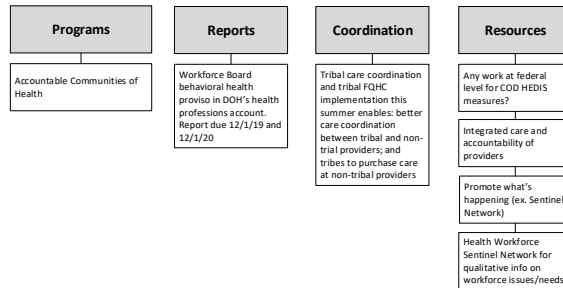 Programs
Accountable Communities of
Health
Reports
Workforce Board
behavioral health
proviso in DOH's health
professions account.
Report due 12/1/19 and
12/1/20
Coordination
Tribal care coordination
and tribal FQHC
implementation this
summer enables: better
care coordination
between tribal and non-
trial providers; and
tribes to purchase care
at non-tribal providers
Resources
Any work at federal
level for COD HEDIS
measures?
Integrated care and
accountability of
providers
Promote what's
happening (ex. Sentinel
Network)
Health Workforce
Sentinel Network for
qualitative info on
workforce issues/needs